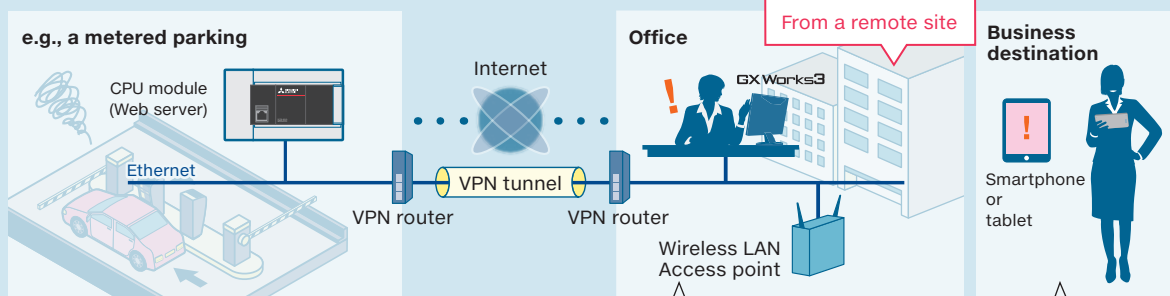 e.g., a metered parking
CPU module
(Web server)
Ethernet
VPN router
Internet
VPN tunnel
VPN router
Office
From a remote site
!
GX Works3
Wireless LAN
Access point
Business
destination
!
Smartphone
or
tablet